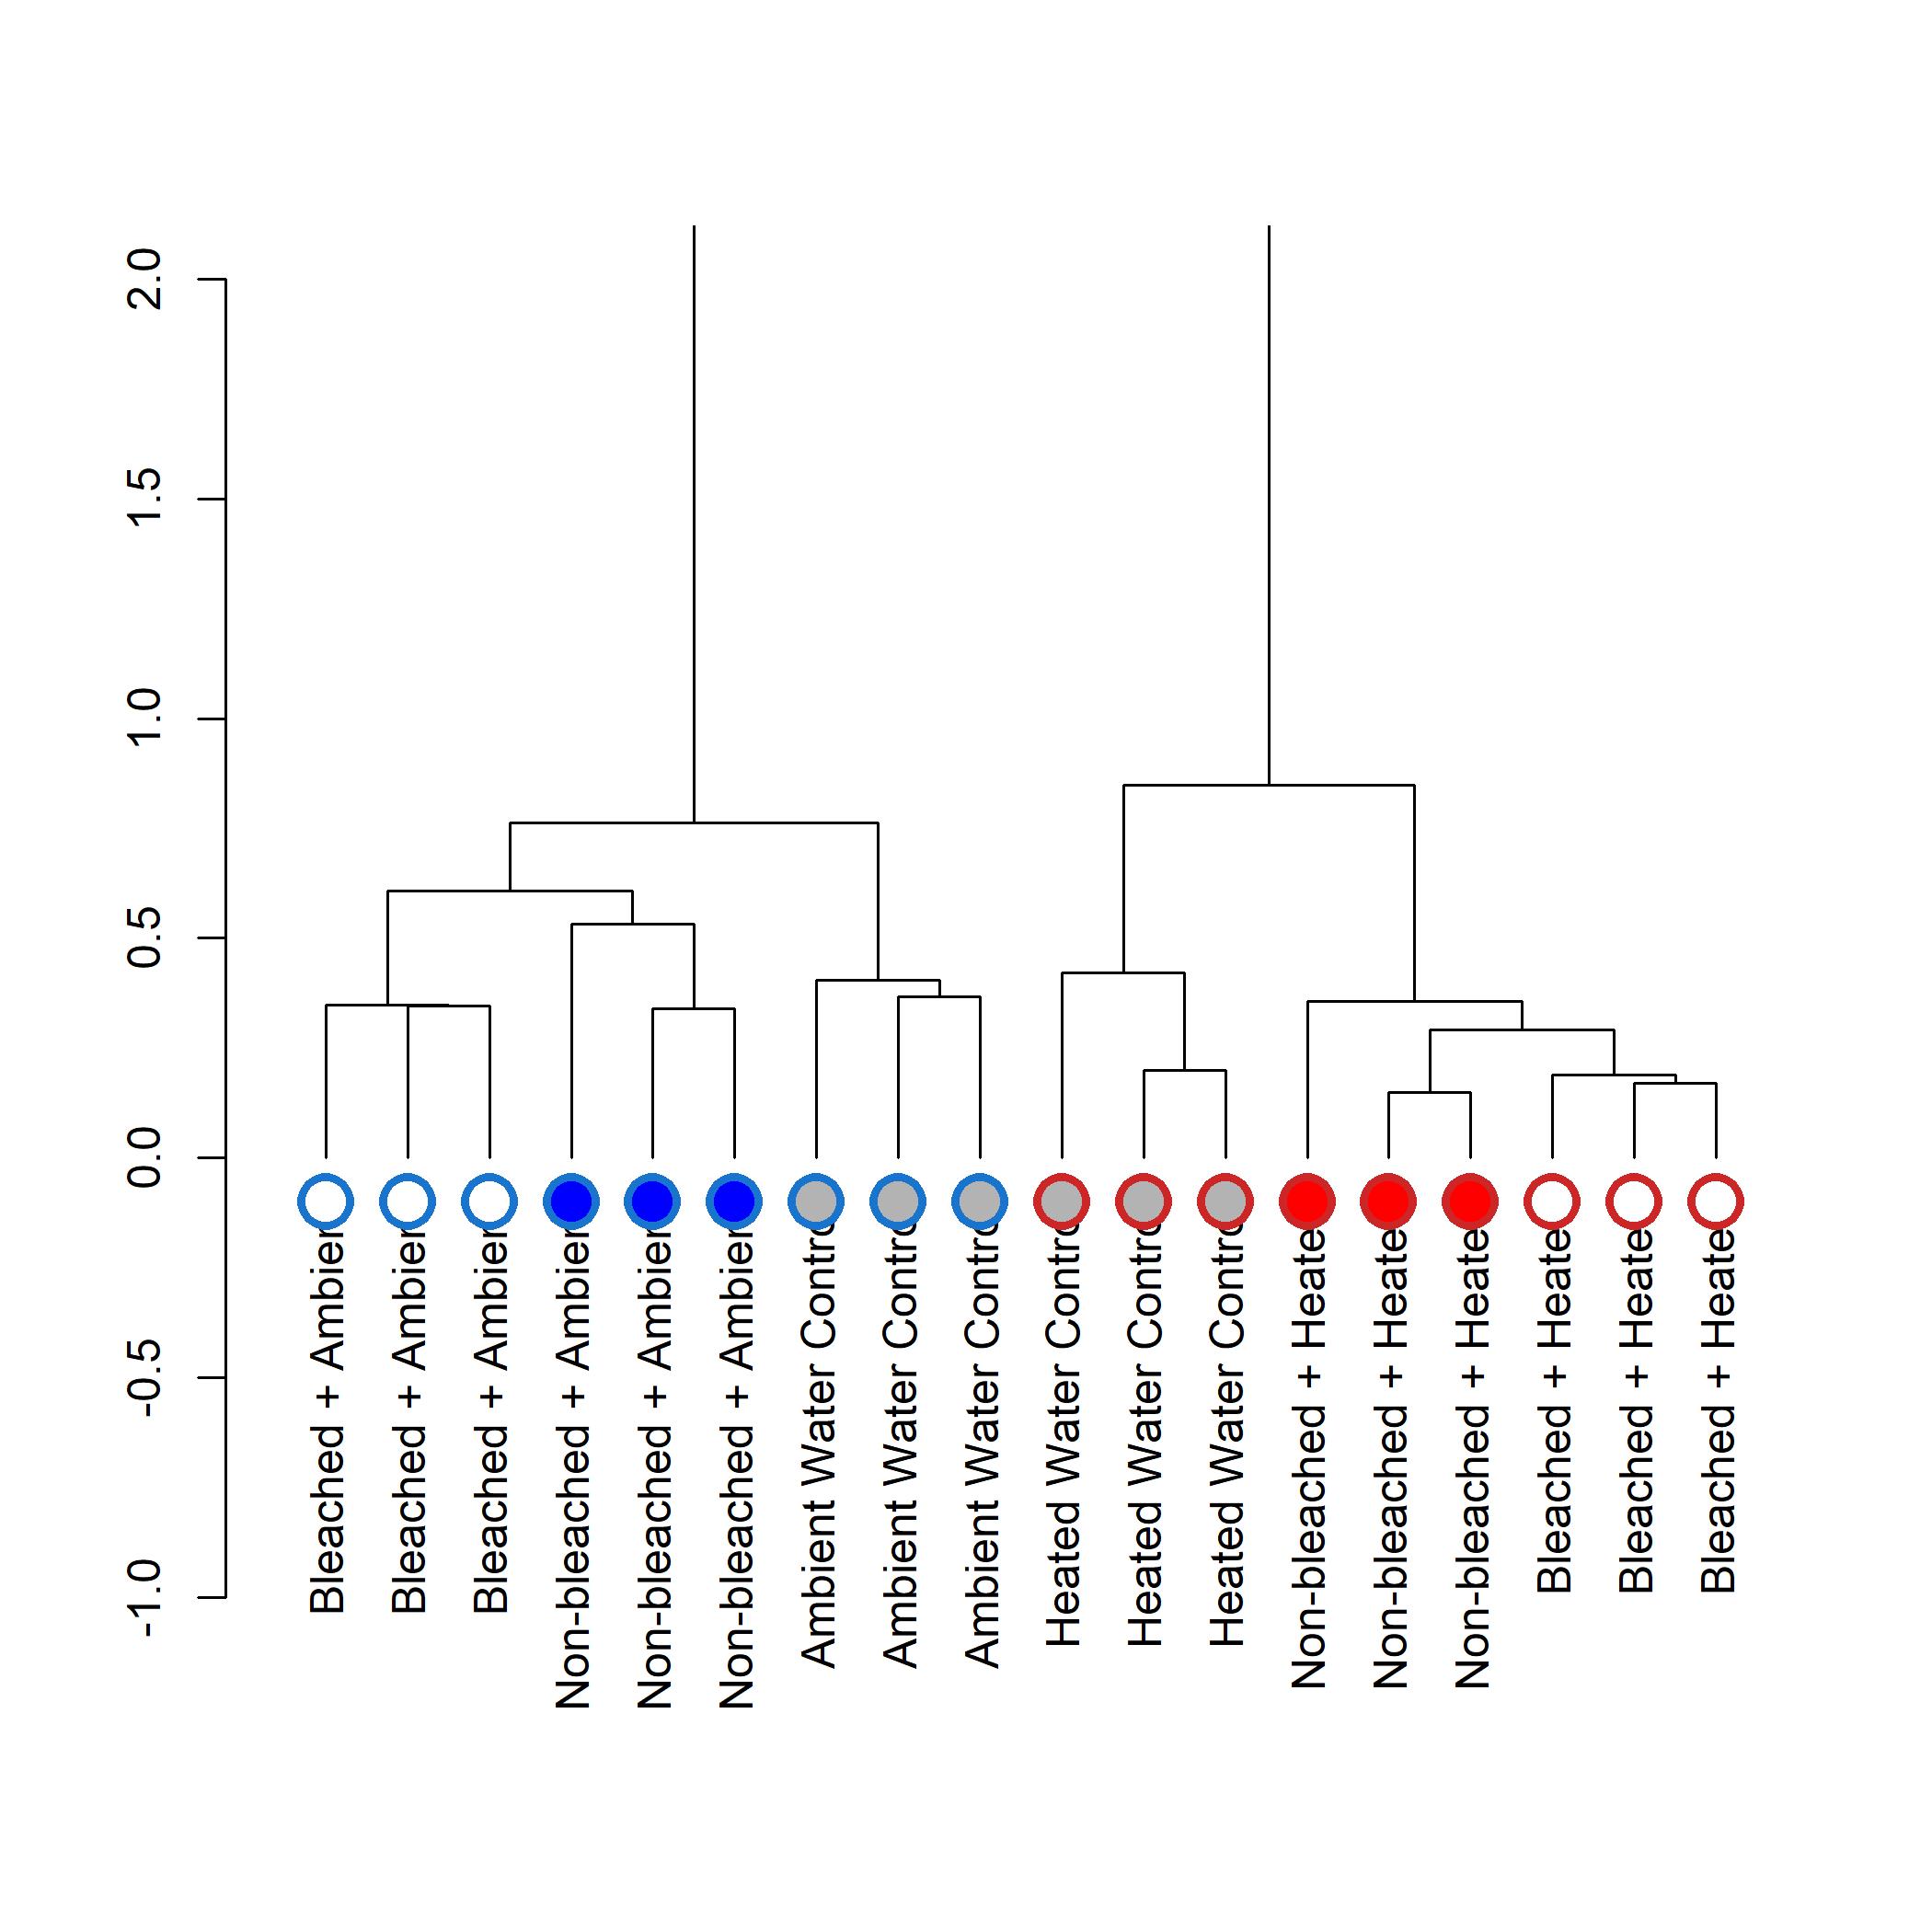 2.0
1.5
1.0
0.5
0.0
-0.5
-1.0
Bleached + Ambien
Bleached + Ambien
Bleached + Ambien
Non-bleached + Ambien
Non-bleached + Ambien
Non-bleached + Ambien
Ambient Water Contro
Ambient Water Contro
Ambient Water Contro
Heated Water Contro
Heated Water Contro
Heated Water Contro
Non-bleached + Heate
Non-bleached + Heate
Non-bleached + Heate
Bleached + Heate
Bleached + Heate
Bleached + Heate